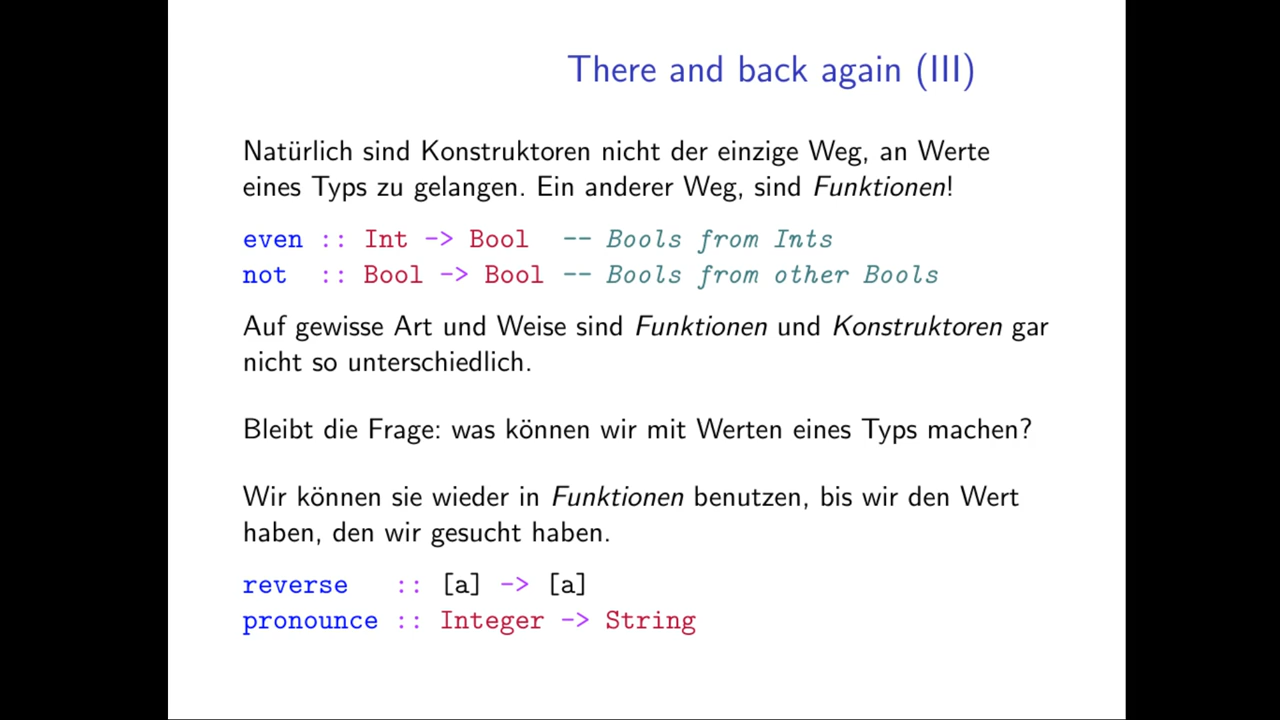 There and back again (III)
Natürlich sind Konstruktoren nicht der einzige Weg, an Werte
eines Typs zu gelangen. Ein anderer Weg, sind Funktionen!
even :: Int -> Bool  -- Bools from Ints
not  :: Bool -> Bool -- Bools from other Bools
Auf gewisse Art und Weise sind Funktionen und Konstruktoren gar
nicht so unterschiedlich.
Bleibt die Frage: was können wir mit Werten eines Typs machen?
Wir können sie wieder in Funktionen benutzen, bis wir den Wert
haben, den wir gesucht haben.
reverse   :: [a] -> [a]
pronounce :: Integer -> String